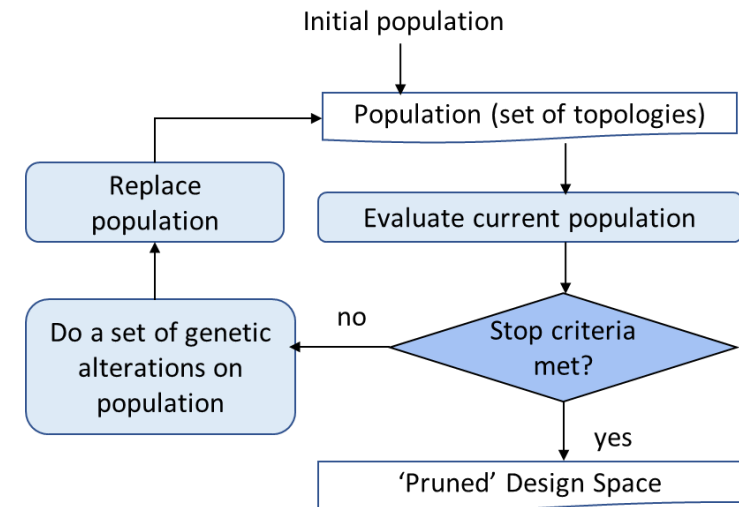 Initial population
Population (set of topologies)
Replace
population
Evaluate current population
Do a set of genetic
alterations on
population
no
Stop criteria
met?
yes
‘Pruned’ Design Space